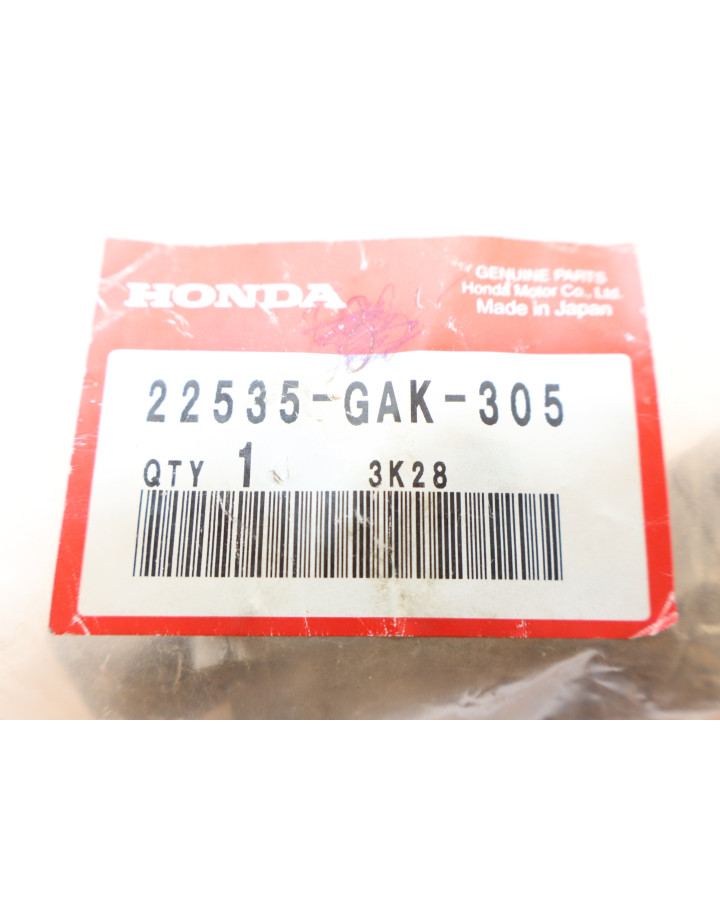 HONDA
GENUINE PARTS
Honda Motor Co., Ltd.
Made in Japan
22535-GAK-305
QTY 1 3K28